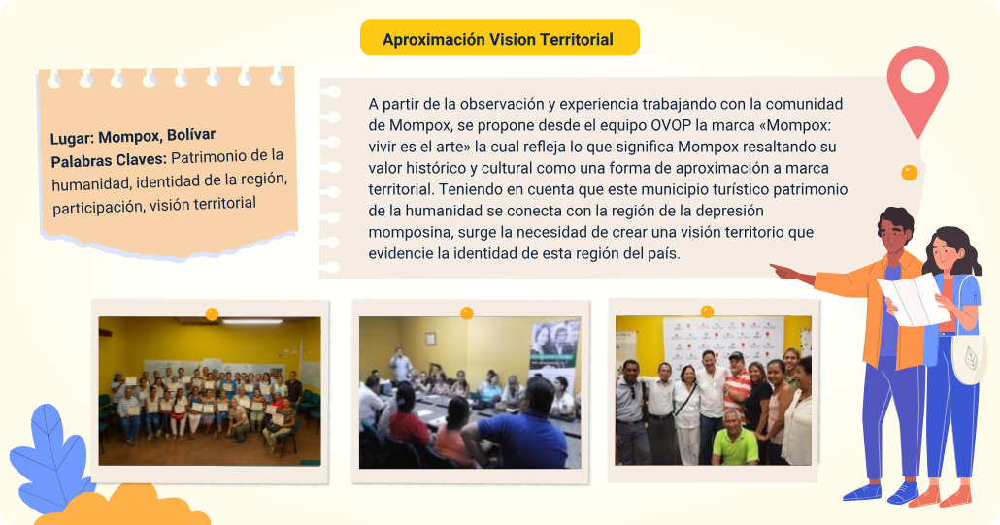 Aproximación Vision Territorial
Lugar: Mompox, Bolívar
Palabras Claves: Patrimonio de la
humanidad, identidad de la región,
participación, visión territorial
A partir de la observación y experiencia trabajando con la comunidad
de Mompox, se propone desde el equipo OVOP la marca «Mompox:
vivir es el arte» la cual refleja lo que significa Mompox resaltando su
valor histórico y cultural como una forma de aproximación a marca
territorial. Teniendo en cuenta que este municipio turístico patrimonio
de la humanidad se conecta con la región de la depresión
momposina, surge la necesidad de crear una visión territorio que
evidencie la identidad de esta región del país.